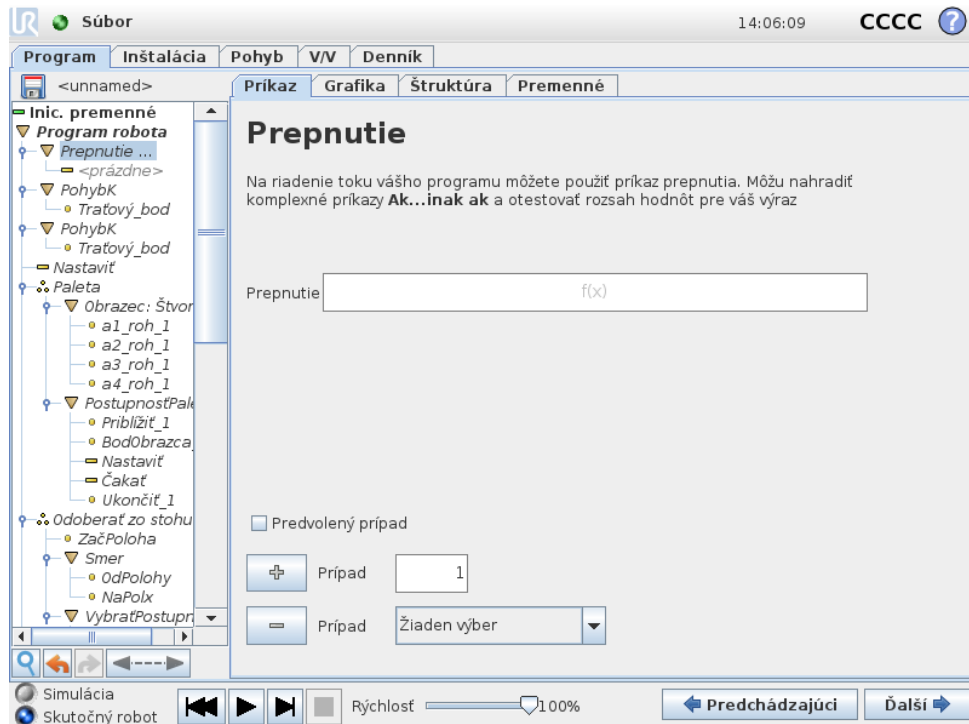 UR Súbor 14:06:09 CCCC ?
Program Inštalácia Pohyb V/V Denník
<unnamed>
Príkaz Grafika Štruktúra Premenné
Inic. premenné
Program robota
Prepnutie ...
<prázdne>
PohybK
Traťový_bod
PohybK
Traťový_bod
Nastaviť
Paleta
Obrazec: Štvor
a1_roh_1
a2_roh_1
a3_roh_1
a4_roh_1
PostupnosťPale
Priblížiť_1
BodObrazca_
Nastaviť
Čakať
Ukončiť_1
Odoberať zo stohu
ZačPoloha
Smer
OdPolohy
NaPolx
VybraťPostupn
Prepnutie
Na riadenie toku vášho programu môžete použiť príkaz prepnutia. Môžu nahradiť
komplexné príkazy Ak...inak ak a otestovať rozsah hodnôt pre váš výraz
Prepnutie f(x)
Predvolený prípad
Prípad 1
Prípad Žiaden výber
Simulácia
Skutočný robot
Rýchlosť 100%
Predchádzajúci Ďalší